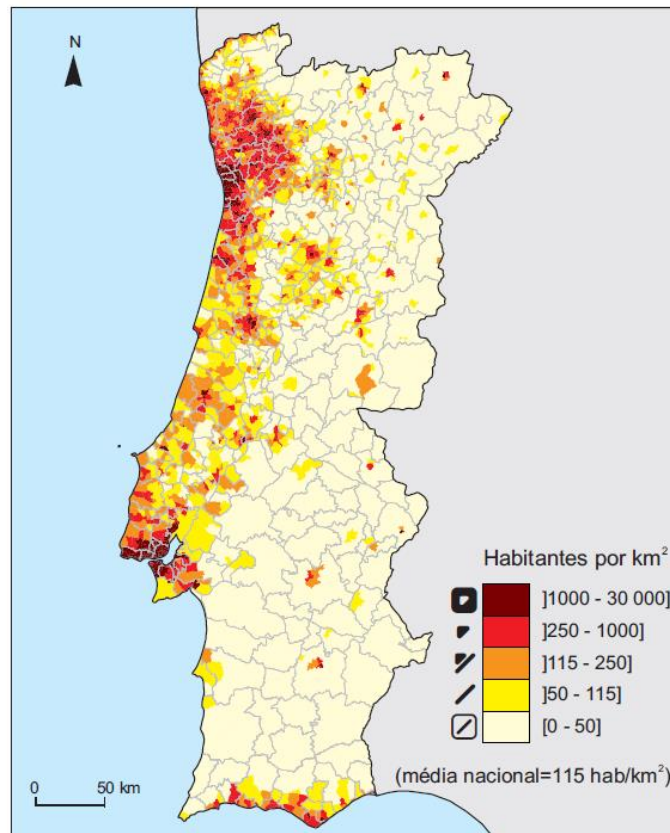 N
Habitantes por km²
]1000 - 30 000]
]250 - 1000]
]115 - 250]
]50 - 115]
[0 - 50]
(média nacional=115 hab/km²)
0 50 km